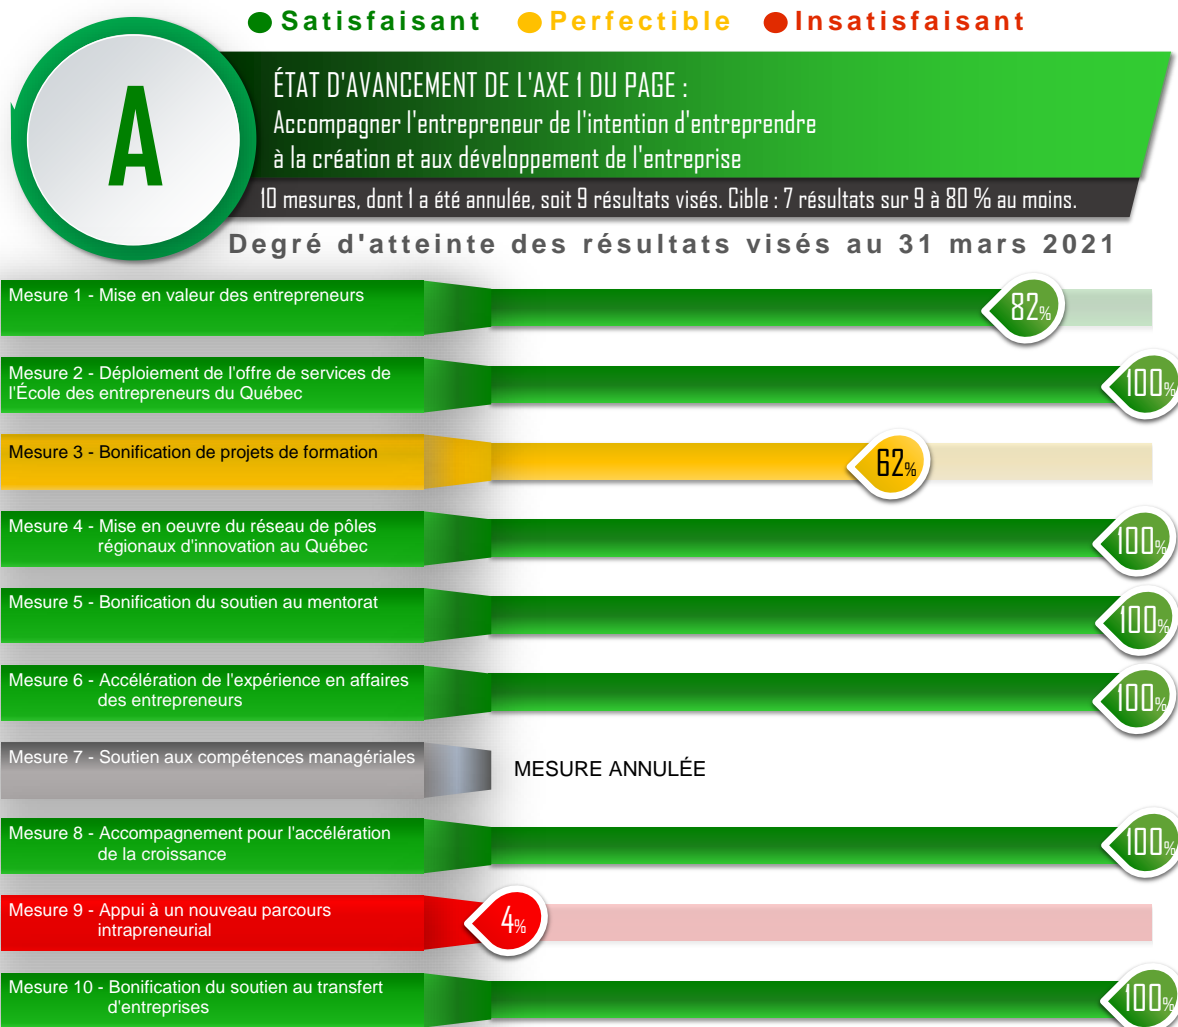 Satisfaisant Perfectible Insatisfaisant
A
ÉTAT D'AVANCEMENT DE L'AXE 1 DU PAGE :
Accompagner l'entrepreneur de l'intention d'entreprendre
à la création et aux développement de l'entreprise
10 mesures, dont 1 a été annulée, soit 9 résultats visés. Cible : 7 résultats sur 9 à 80 % au moins.
Degré d'atteinte des résultats visés au 31 mars 2021
Mesure 1 - Mise en valeur des entrepreneurs
82%
Mesure 2 - Déploiement de l'offre de services de
l'École des entrepreneurs du Québec
100%
Mesure 3 - Bonification de projets de formation
62%
Mesure 4 - Mise en oeuvre du réseau de pôles
régionaux d'innovation au Québec
100%
Mesure 5 - Bonification du soutien au mentorat
100%
Mesure 6 - Accélération de l'expérience en affaires
des entrepreneurs
100%
Mesure 7 - Soutien aux compétences managériales
MESURE ANNULÉE
Mesure 8 - Accompagnement pour l'accélération
de la croissance
100%
Mesure 9 - Appui à un nouveau parcours
intrapreneurial
4%
Mesure 10 - Bonification du soutien au transfert
d'entreprises
100%